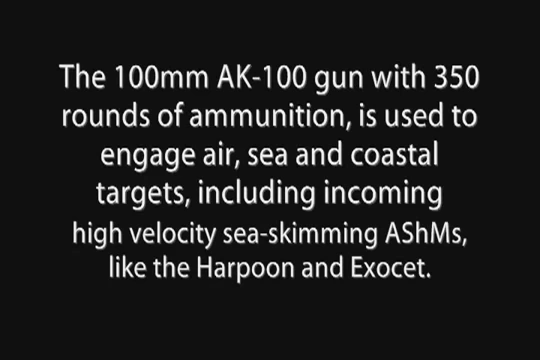 The 100mm AK-100 gun with 350
rounds of ammunition, is used to
engage air, sea and coastal
targets, including incoming
high velocity sea-skimming AShMs,
like the Harpoon and Exocet.